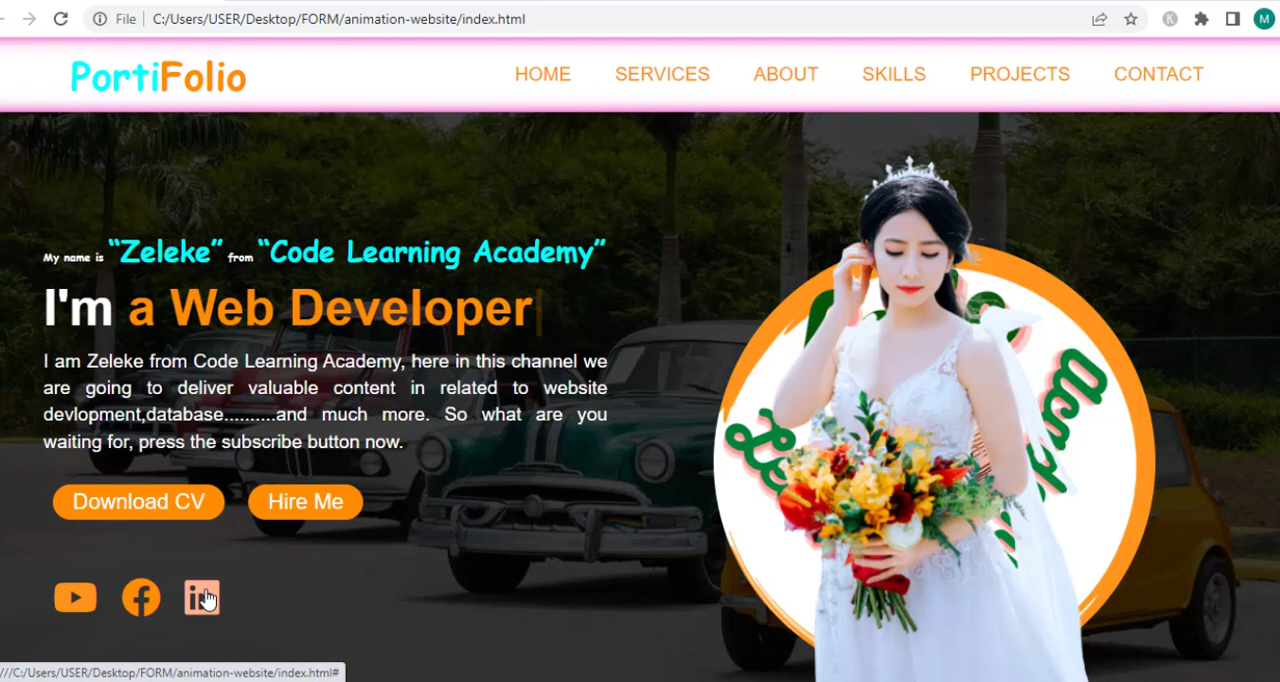 File
C:/Users/USER/Desktop/FORM/animation-website/index.html
K
M
PortiFolio
HOME
SERVICES
ABOUT
SKILLS
PROJECTS
CONTACT
My name is “Zeleke” from “Code Learning Academy”
I'm a Web Developer|
I am Zeleke from Code Learning Academy, here in this channel we
are going to deliver valuable content in related to website
devlopment,database..........and much more. So what are you
waiting for, press the subscribe button now.
Download CV
Hire Me
in
///C:/Users/USER/Desktop/FORM/animation-website/index.html#